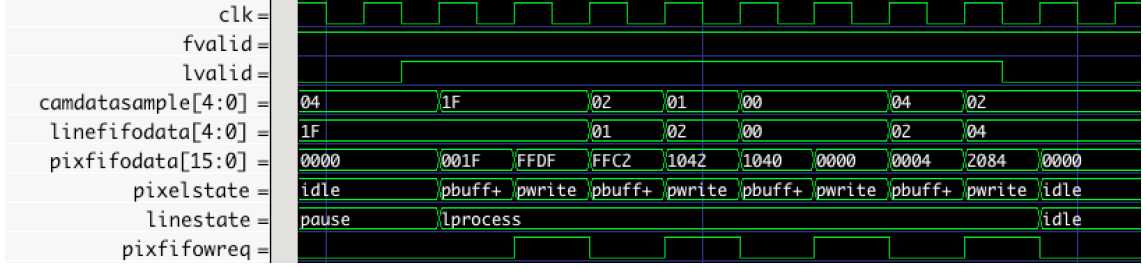 clk =
fvalid =
lvalid =
camdatasample[4:0] = 04 1F 02 01 00 04 02
linefifodata[4:0] = 1F 01 02 00 02 04
pixfifodata[15:0] = 0000 001F FFDF FFC2 1042 1040 0000 0004 2084 0000
pixelstate = idle pbuff+ pwrite pbuff+ pwrite pbuff+ pwrite pbuff+ pwrite idle
linestate = pause lprocess idle
pixfifowreq =